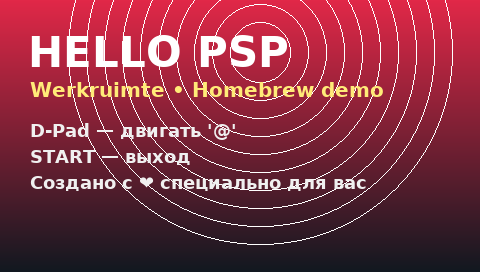 HELLO PSP
Werkruimte • Homebrew demo
D-Pad — двигать '@'
START — выход
Создано с ❤ специально для вас